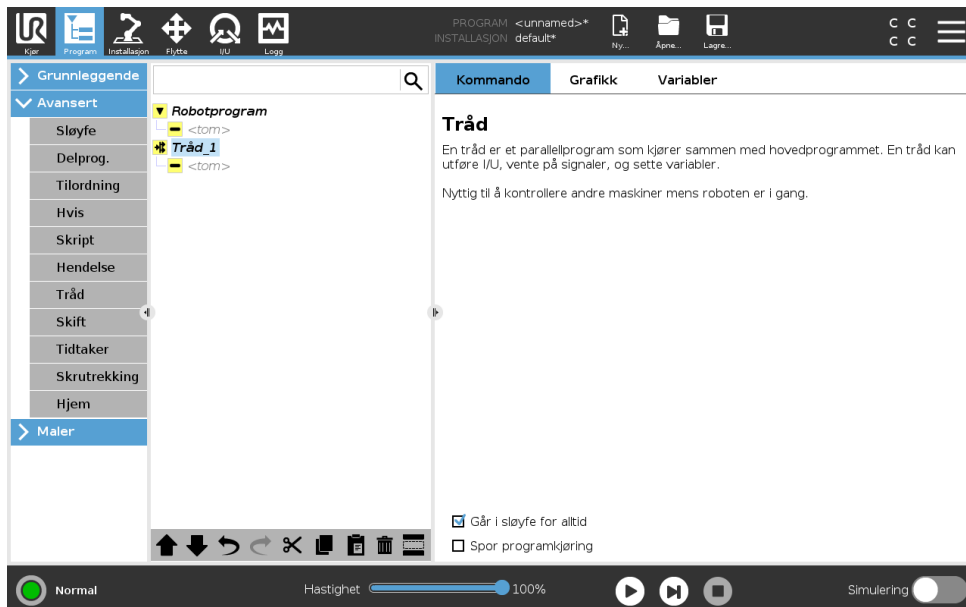 UR
PROGRAM <unnamed>*
INSTALLASJON default*
Kjør Program Installasjon Flytte I/U Logg Ny... Åpne... Lagre...
C C
C C
Grunnleggende
Avansert
Sløyfe
Delprog.
Tilordning
Hvis
Skript
Hendelse
Tråd
Skift
Tidtaker
Skrutrekking
Hjem
Maler
Robotprogram
<tom>
Tråd_1
<tom>
Kommando Grafikk Variabler
Tråd
En tråd er et parallellprogram som kjører sammen med hovedprogrammet. En tråd kan
utføre I/U, vente på signaler, og sette variabler.
Nyttig til å kontrollere andre maskiner mens roboten er i gang.
Går i sløyfe for alltid
Spor programkjøring
Normal Hastighet 100% Simulering